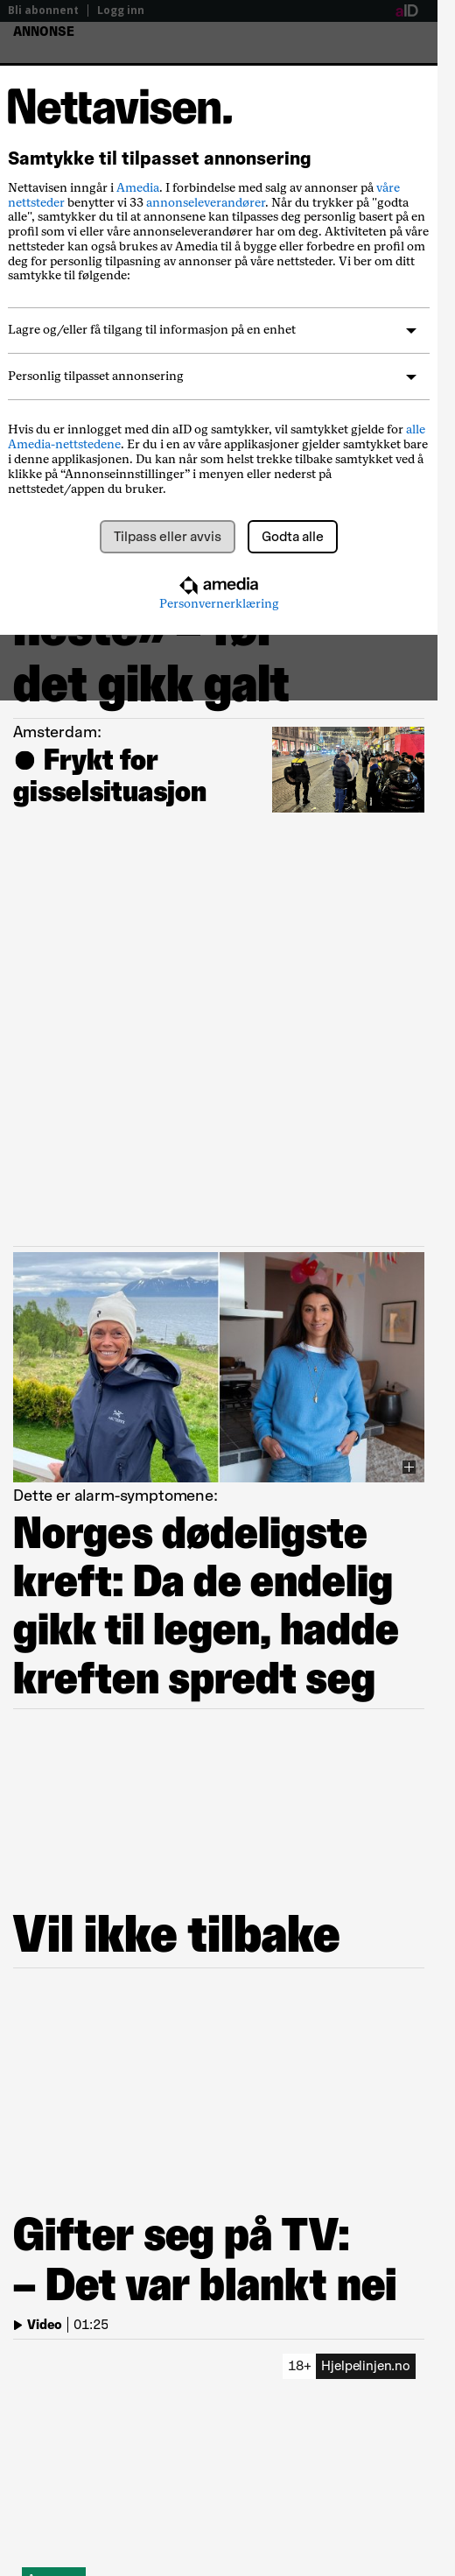 Bli abonnent
Logg inn
aID
ANNONSE
Nettavisen.
Samtykke til tilpasset annonsering
Nettavisen inngår i Amedia. I forbindelse med salg av annonser på våre
nettsteder benytter vi 33 annonseleverandører. Når du trykker på "godta
alle", samtykker du til at annonsene kan tilpasses deg personlig basert på en
profil som vi eller våre annonseleverandører har om deg. Aktiviteten på våre
nettsteder kan også brukes av Amedia til å bygge eller forbedre en profil om
deg for personlig tilpasning av annonser på våre nettsteder. Vi ber om ditt
samtykke til følgende:
Lagre og/eller få tilgang til informasjon på en enhet
Personlig tilpasset annonsering
Hvis du er innlogget med din aID og samtykker, vil samtykket gjelde for alle
Amedia-nettstedene. Er du i en av våre applikasjoner gjelder samtykket bare
i denne applikasjonen. Du kan når som helst trekke tilbake samtykket ved å
klikke på “Annonseinnstillinger” i menyen eller nederst på
nettstedet/appen du bruker.
Tilpass eller avvis
Godta alle
amedia
Personvernerklæring
neste» – før
det gikk galt
Amsterdam:
● Frykt for
gisselsituasjon
Dette er alarm-symptomene:
Norges dødeligste
kreft: Da de endelig
gikk til legen, hadde
kreften spredt seg
Vil ikke tilbake
Gifter seg på TV:
– Det var blankt nei
Video
01:25
18+
Hjelpelinjen.no